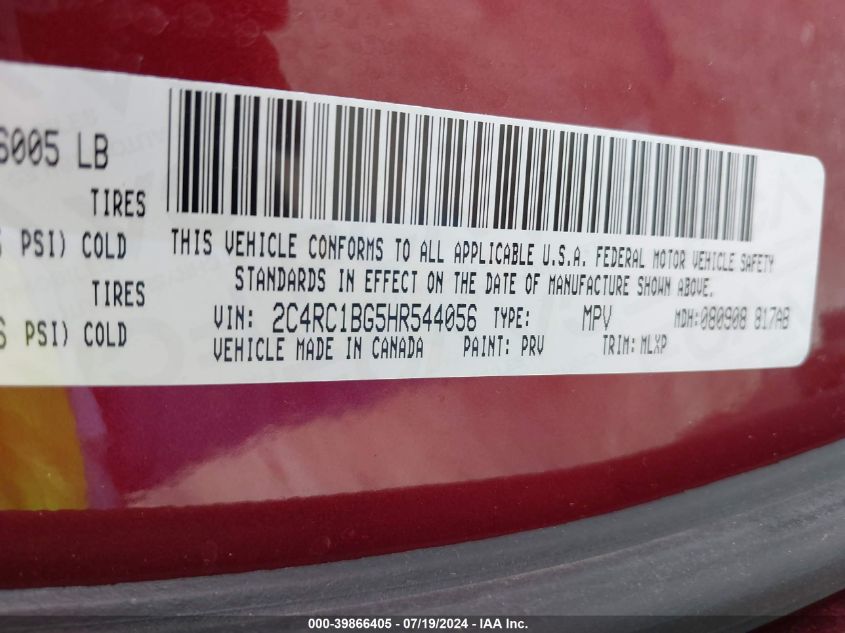 6005 LB
TIRES
PSI) COLD
TIRES
PSI) COLD
THIS VEHICLE CONFORMS TO ALL APPLICABLE U.S.A. FEDERAL MOTOR VEHICLE SAFETY
STANDARDS IN EFFECT ON THE DATE OF MANUFACTURE SHOWN ABOVE.
VIN: 2C4RC1BG5HR544056 TYPE: MPV MDH:080908 817AB
VEHICLE MADE IN CANADA PAINT: PRV TRIM:MLXP
000-39866405 - 07/19/2024 - IAA Inc.